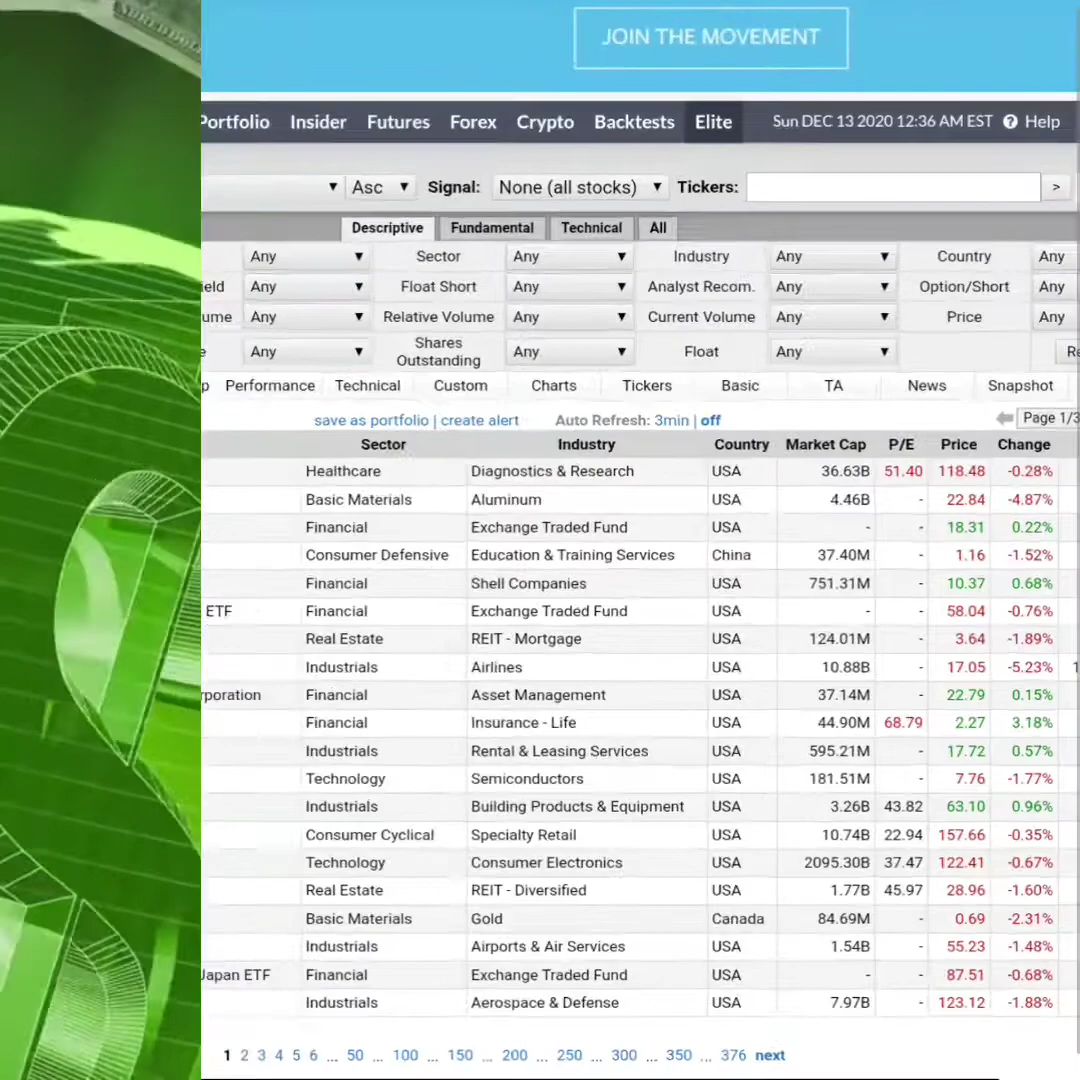 JOIN THE MOVEMENT
Portfolio Insider Futures Forex Crypto Backtests Elite Sun DEC 13 2020 12:36 AM EST ? Help
▼ Asc ▼ Signal: None (all stocks) ▼ Tickers: >
Descriptive Fundamental Technical All
Any ▼ Sector Any ▼ Industry Any ▼ Country Any
ield Any ▼ Float Short Any ▼ Analyst Recom. Any ▼ Option/Short Any
ume Any ▼ Relative Volume Any ▼ Current Volume Any ▼ Price Any
e Any ▼ Shares Outstanding Any ▼ Float Any ▼ Re
p Performance Technical Custom Charts Tickers Basic TA News Snapshot
save as portfolio | create alert Auto Refresh: 3min | off Page 1/3
Sector Industry Country Market Cap P/E Price Change
Healthcare Diagnostics & Research USA 36.63B 51.40 118.48 -0.28%
Basic Materials Aluminum USA 4.46B - 22.84 -4.87%
Financial Exchange Traded Fund USA - - 18.31 0.22%
Consumer Defensive Education & Training Services China 37.40M - 1.16 -1.52%
Financial Shell Companies USA 751.31M - 10.37 0.68%
ETF Financial Exchange Traded Fund USA - - 58.04 -0.76%
Real Estate REIT - Mortgage USA 124.01M - 3.64 -1.89%
Industrials Airlines USA 10.88B - 17.05 -5.23% 1
rporation Financial Asset Management USA 37.14M - 22.79 0.15%
Financial Insurance - Life USA 44.90M 68.79 2.27 3.18%
Industrials Rental & Leasing Services USA 595.21M - 17.72 0.57%
Technology Semiconductors USA 181.51M - 7.76 -1.77%
Industrials Building Products & Equipment USA 3.26B 43.82 63.10 0.96%
Consumer Cyclical Specialty Retail USA 10.74B 22.94 157.66 -0.35%
Technology Consumer Electronics USA 2095.30B 37.47 122.41 -0.67%
Real Estate REIT - Diversified USA 1.77B 45.97 28.96 -1.60%
Basic Materials Gold Canada 84.69M - 0.69 -2.31%
Industrials Airports & Air Services USA 1.54B - 55.23 -1.48%
Japan ETF Financial Exchange Traded Fund USA - - 87.51 -0.68%
Industrials Aerospace & Defense USA 7.97B - 123.12 -1.88%
1 2 3 4 5 6 ... 50 ... 100 ... 150 ... 200 ... 250 ... 300 ... 350 ... 376 next